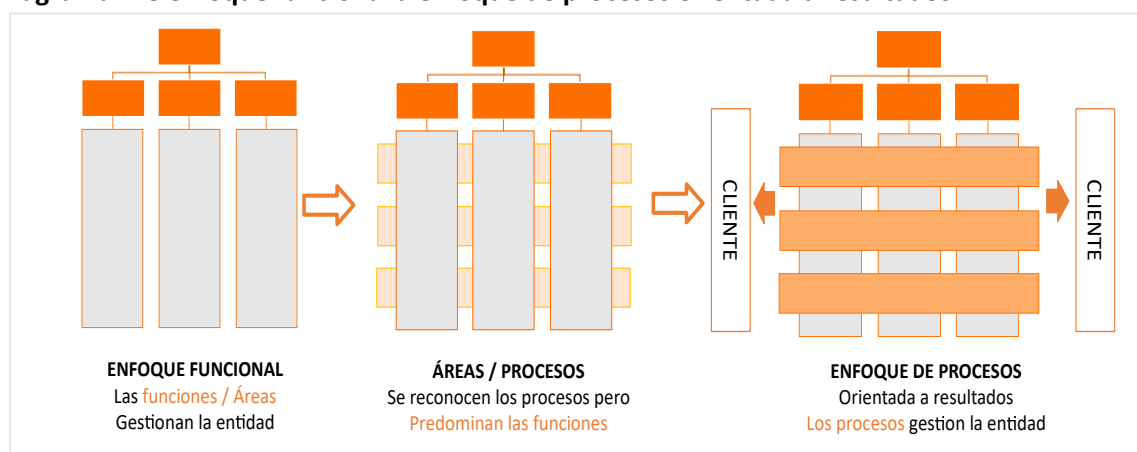 CLIENTE
CLIENTE
ENFOQUE FUNCIONAL
Las funciones / Áreas
Gestionan la entidad
ÁREAS / PROCESOS
Se reconocen los procesos pero
Predominan las funciones
ENFOQUE DE PROCESOS
Orientada a resultados
Los procesos gestion la entidad